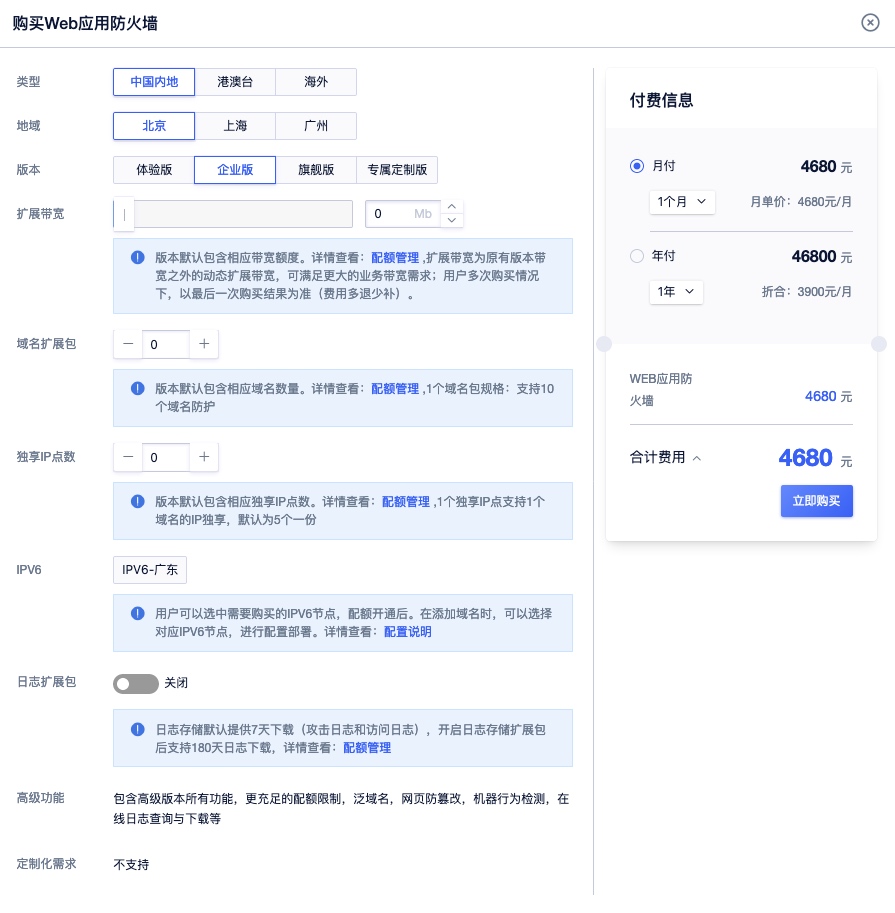 购买Web应用防火墙
类型
中国内地
港澳台
海外
地域
北京
上海
广州
版本
体验版
企业版
旗舰版
专属定制版
扩展带宽
0
Mb
版本默认包含相应带宽额度。详情查看：配额管理 ,扩展带宽为原有版本带
宽之外的动态扩展带宽，可满足更大的业务带宽需求；用户多次购买情况
下，以最后一次购买结果为准（费用多退少补）。
域名扩展包
0
版本默认包含相应域名数量。详情查看：配额管理 ,1个域名包规格：支持10
个域名防护
独享IP点数
0
版本默认包含相应独享IP点数。详情查看：配额管理 ,1个独享IP点支持1个
域名的IP独享，默认为5个一份
IPV6
IPV6-广东
用户可以选中需要购买的IPV6节点，配额开通后。在添加域名时，可以选择
对应IPV6节点，进行配置部署。详情查看：配置说明
日志扩展包
关闭
日志存储默认提供7天下载（攻击日志和访问日志），开启日志存储扩展包
后支持180天日志下载，详情查看：配额管理
高级功能
包含高级版本所有功能，更充足的配额限制，泛域名，网页防篡改，机器行为检测，在
线日志查询与下载等
定制化需求
不支持
付费信息
月付
4680 元
1个月
月单价：4680元/月
年付
46800 元
1年
折合：3900元/月
WEB应用防
火墙
4680 元
合计费用
4680 元
立即购买